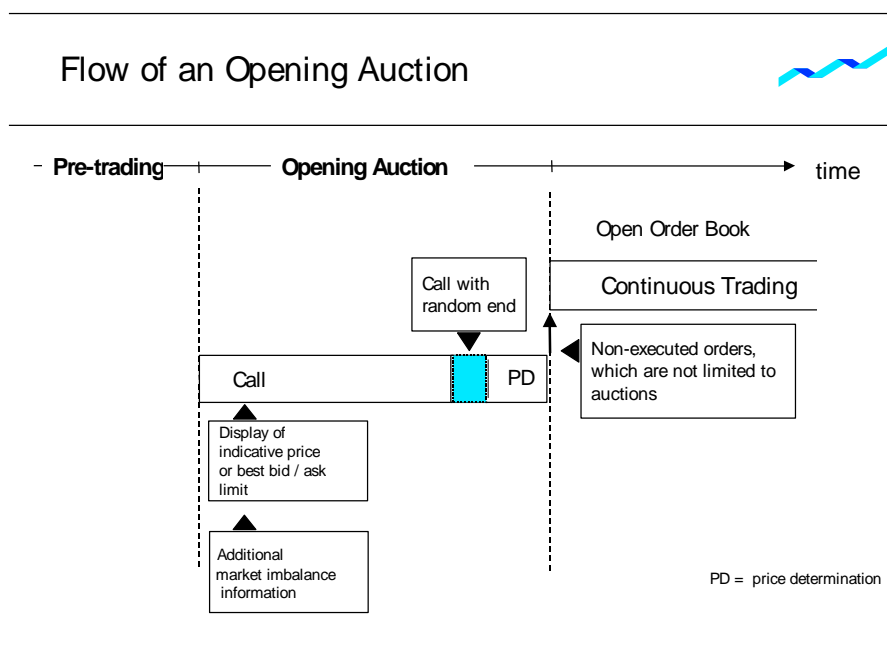 Flow of an Opening Auction
Pre-trading
Opening Auction
time
Open Order Book
Continuous Trading
Call with
random end
Non-executed orders,
which are not limited to
auctions
Call
PD
Display of
indicative price
or best bid / ask
limit
Additional
market imbalance
information
PD = price determination